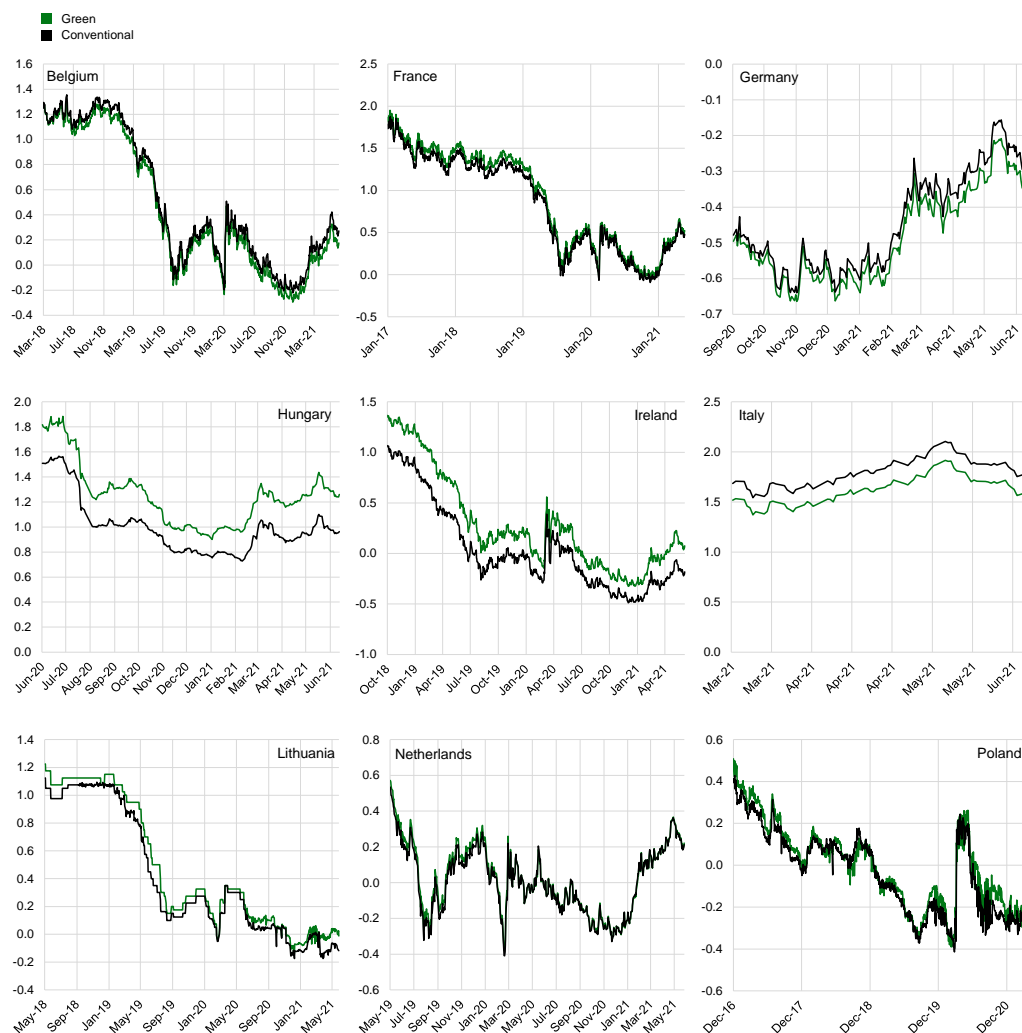 Green
Conventional
Belgium
1.6
1.4
1.2
1.0
0.8
0.6
0.4
0.2
0.0
-0.2
-0.4
Mar-18
Jul-18
Nov-18
Mar-19
Jul-19
Nov-19
Mar-20
Jul-20
Nov-20
Mar-21
France
2.5
2.0
1.5
1.0
0.5
0.0
-0.5
Jan-17
Jan-18
Jan-19
Jan-20
Jan-21
Germany
0.0
-0.1
-0.2
-0.3
-0.4
-0.5
-0.6
-0.7
Sep-20
Oct-20
Nov-20
Dec-20
Jan-21
Feb-21
Mar-21
Apr-21
May-21
Jun-21
Hungary
2.0
1.8
1.6
1.4
1.2
1.0
0.8
0.6
0.4
0.2
0.0
Jun-20
Jul-20
Aug-20
Sep-20
Oct-20
Nov-20
Dec-20
Jan-21
Feb-21
Mar-21
Apr-21
May-21
Jun-21
Ireland
1.5
1.0
0.5
0.0
-0.5
-1.0
Oct-18
Jan-19
Apr-19
Jul-19
Oct-19
Jan-20
Apr-20
Jul-20
Oct-20
Jan-21
Apr-21
Italy
2.5
2.0
1.5
1.0
0.5
0.0
Mar-21
Mar-21
Apr-21
Apr-21
Apr-21
May-21
May-21
Jun-21
Lithuania
1.4
1.2
1.0
0.8
0.6
0.4
0.2
0.0
-0.2
-0.4
May-18
Sep-18
Jan-19
May-19
Sep-19
Jan-20
May-20
Sep-20
Jan-21
May-21
Netherlands
0.8
0.6
0.4
0.2
0.0
-0.2
-0.4
-0.6
May-19
Jul-19
Sep-19
Nov-19
Jan-20
Mar-20
May-20
Jul-20
Sep-20
Nov-20
Jan-21
Mar-21
May-21
Poland
0.6
0.4
0.2
0.0
-0.2
-0.4
-0.6
Dec-16
Dec-17
Dec-18
Dec-19
Dec-20